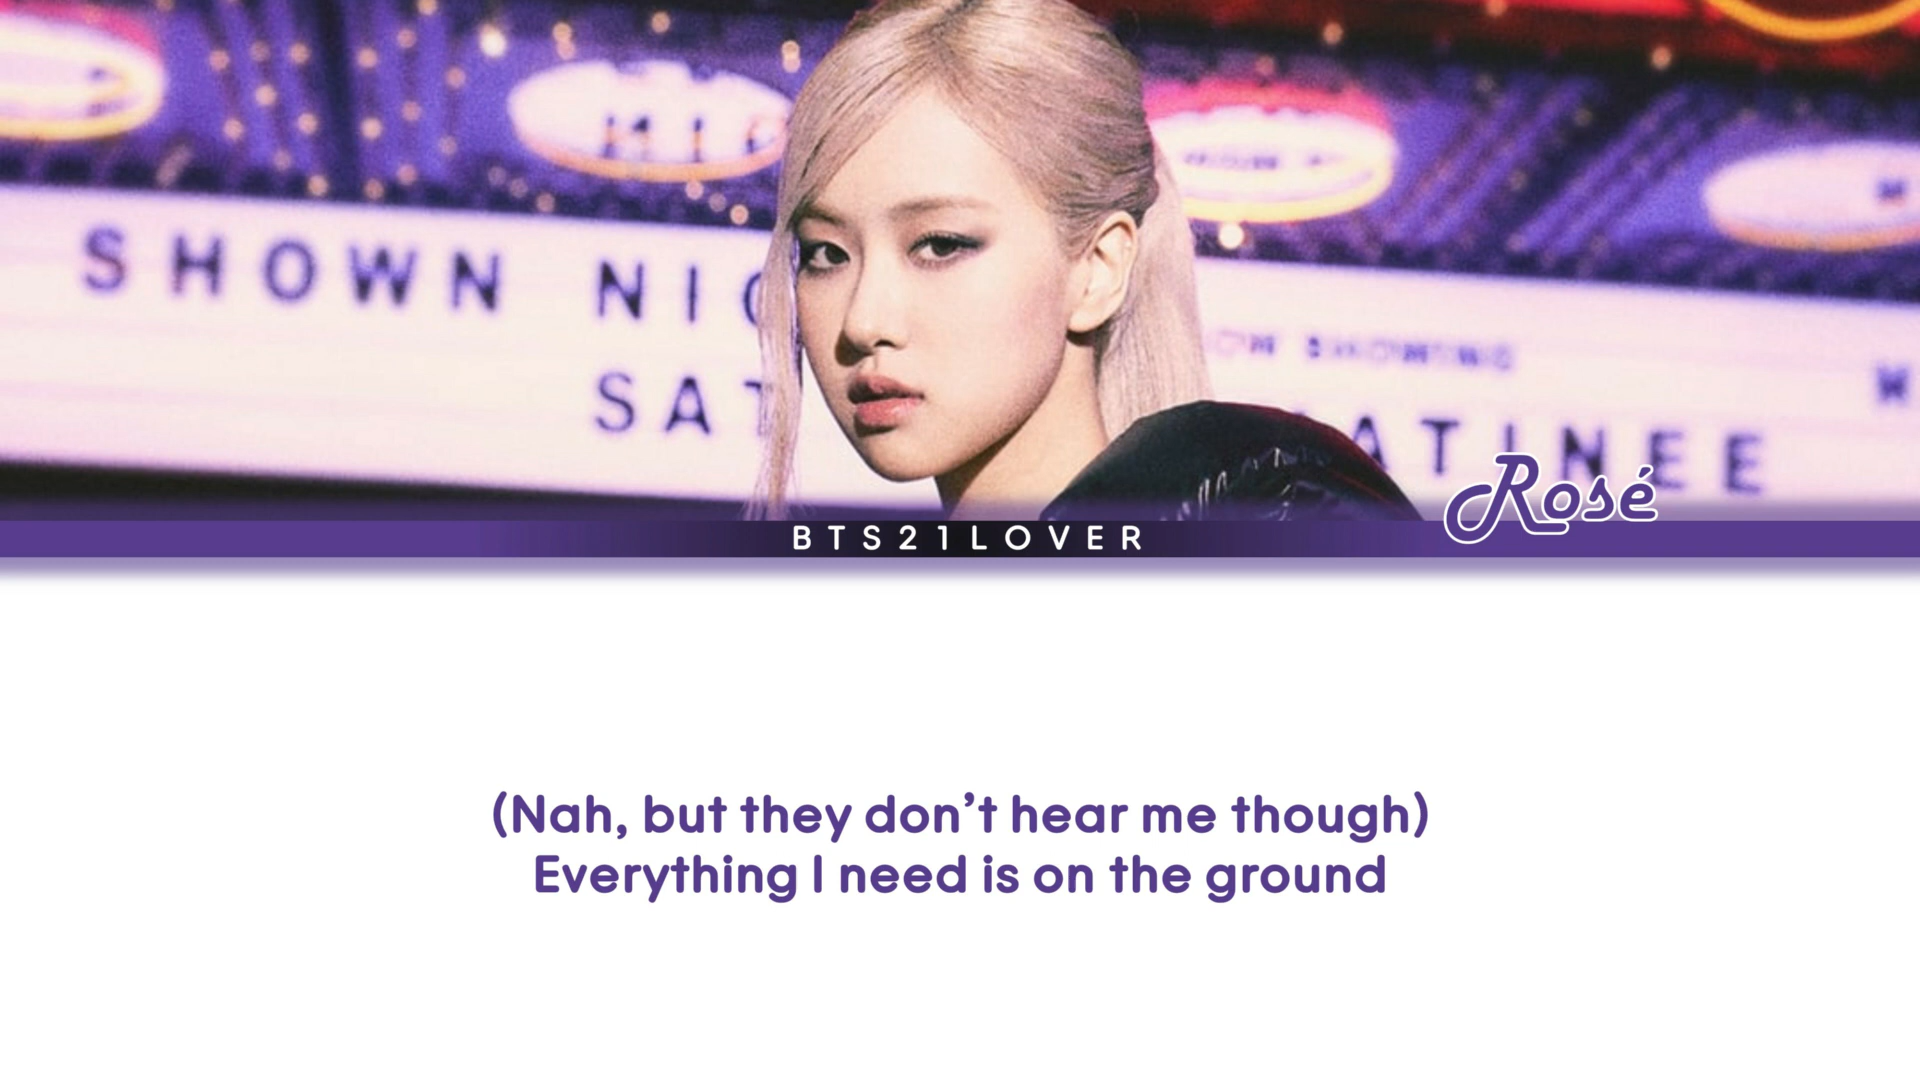 SHOWN NI
SAT
ATINEE
Rosé
BTS21LOVER
(Nah, but they don’t hear me though)
Everything I need is on the ground